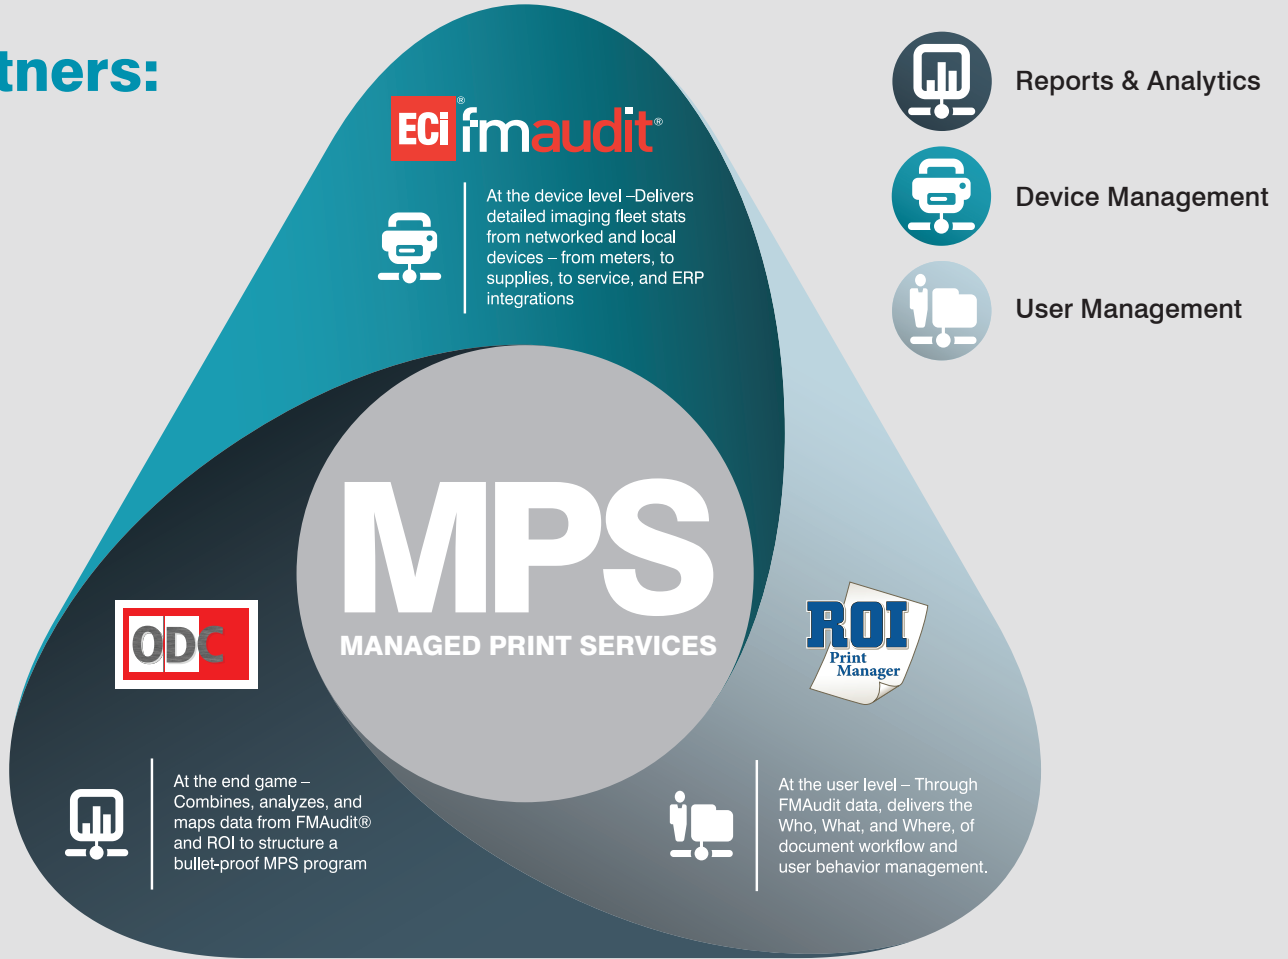 tners:
ECi® fmaudit®
At the device level –Delivers
detailed imaging fleet stats
from networked and local
devices – from meters, to
supplies, to service, and ERP
integrations
Reports & Analytics
Device Management
User Management
MPS
MANAGED PRINT SERVICES
ODC
At the end game –
Combines, analyzes, and
maps data from FMAudit®
and ROI to structure a
bullet-proof MPS program
ROI
Print
Manager
At the user level – Through
FMAudit data, delivers the
Who, What, and Where, of
document workflow and
user behavior management.